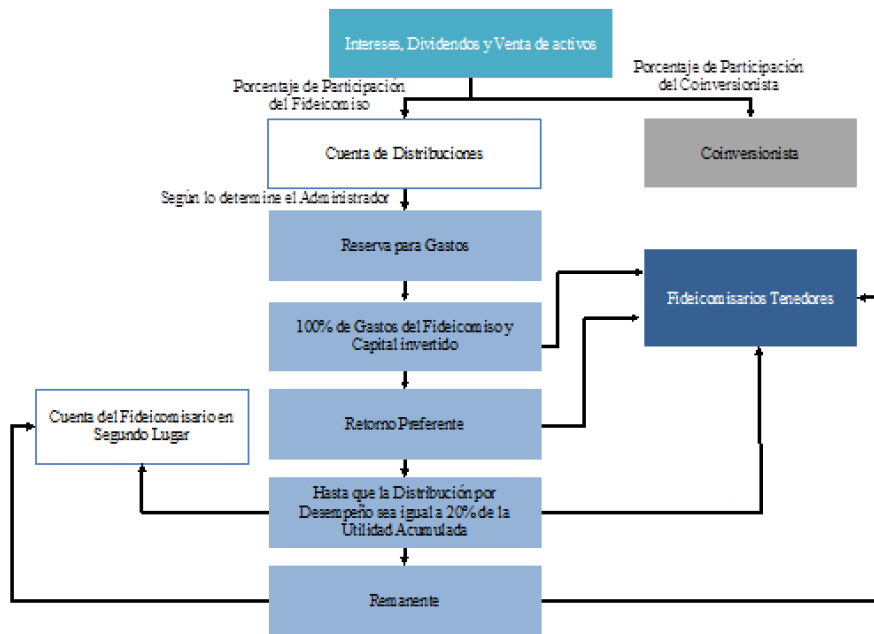 Intereses, Dividendos y Venta de activos
Porcentaje de Participación
del Fideicomiso
Porcentaje de Participación
del Coinversionista
Cuenta de Distribuciones
Coinversionista
Según lo determine el Administrador
Reserva para Gastos
Fideicomisarios Tenedores
100% de Gastos del Fideicomiso y
Capital invertido
Cuenta del Fideicomisario en
Segundo Lugar
Retorno Preferente
Hasta que la Distribución por
Desempeño sea igual a 20% de la
Utilidad Acumulada
Remanente